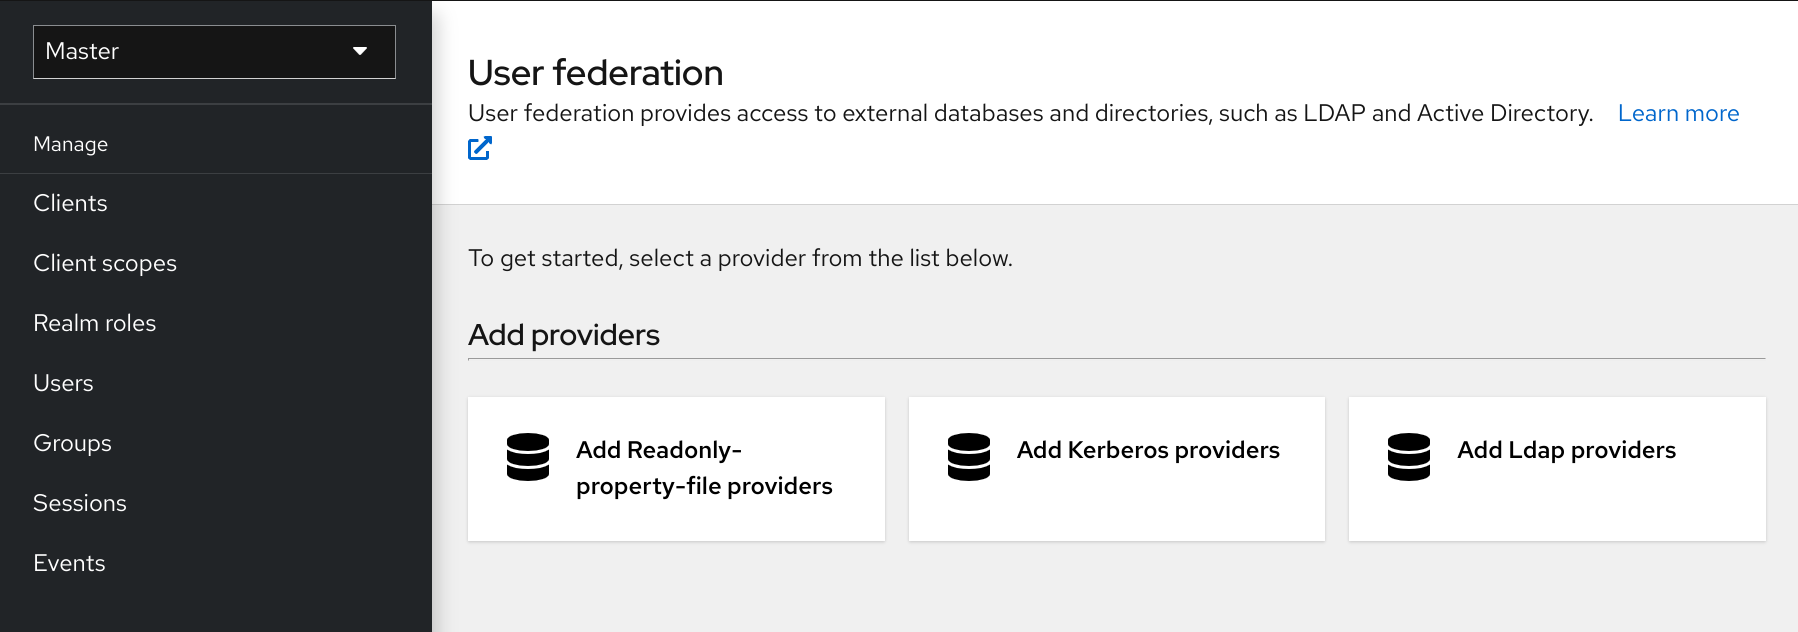 Master
Manage
Clients
Client scopes
Realm roles
Users
Groups
Sessions
Events
User federation
User federation provides access to external databases and directories, such as LDAP and Active Directory. Learn more
To get started, select a provider from the list below.
Add providers
Add Readonly-
property-file providers
Add Kerberos providers
Add Ldap providers